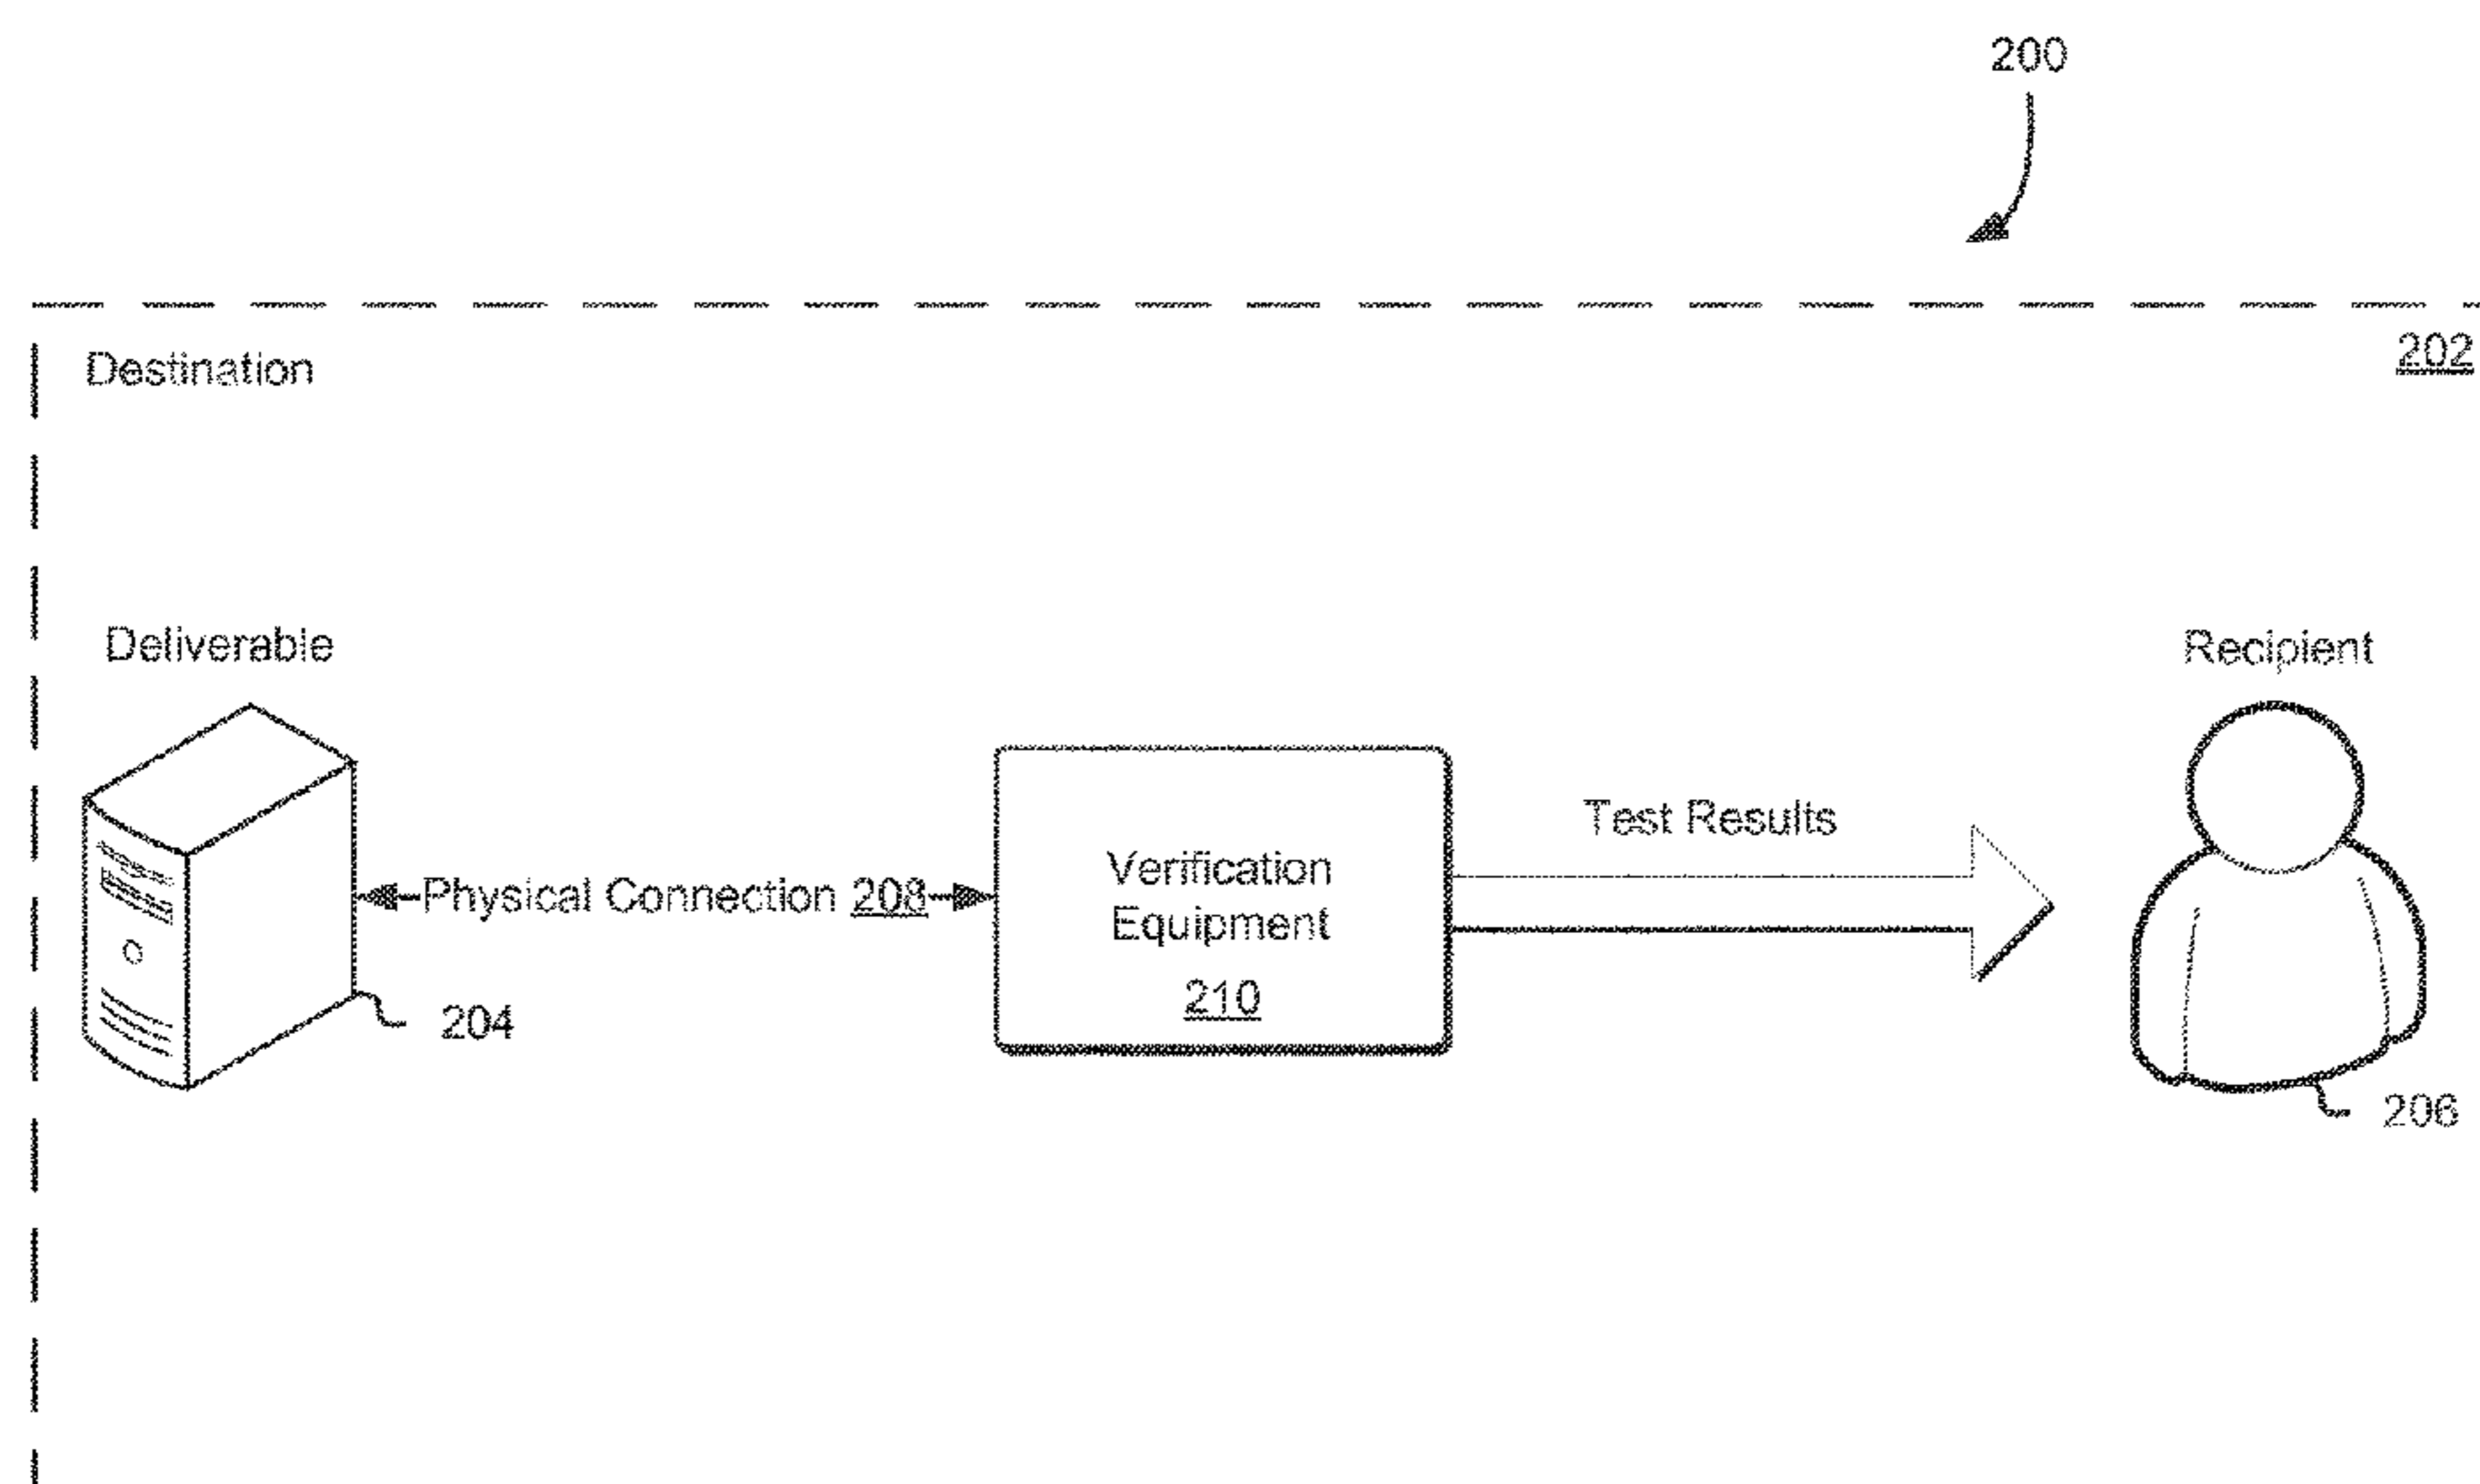 200
Destination
202
Deliverable
Recipient
Test Results
Physical Connection 208
Verification
Equipment
210
204
206